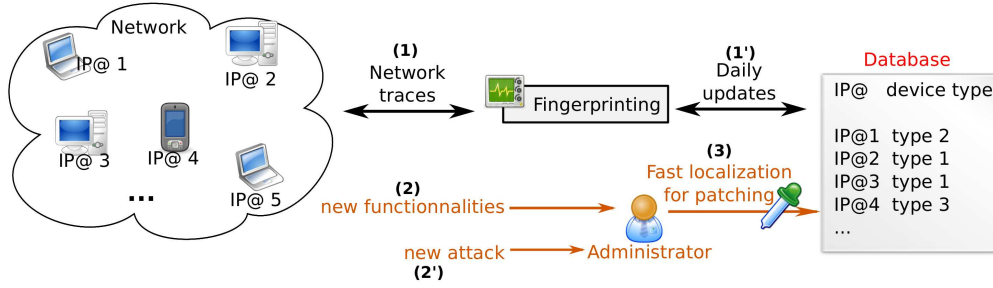 Network
IP@ 1
IP@ 2
IP@ 3
IP@ 4
IP@ 5
...
(1)
Network
traces
Fingerprinting
(1')
Daily
updates
Database
IP@ device type
IP@1 type 2
IP@2 type 1
IP@3 type 1
IP@4 type 3
...
(2)
new functionnalities
new attack
(2')
Administrator
(3)
Fast localization
for patching